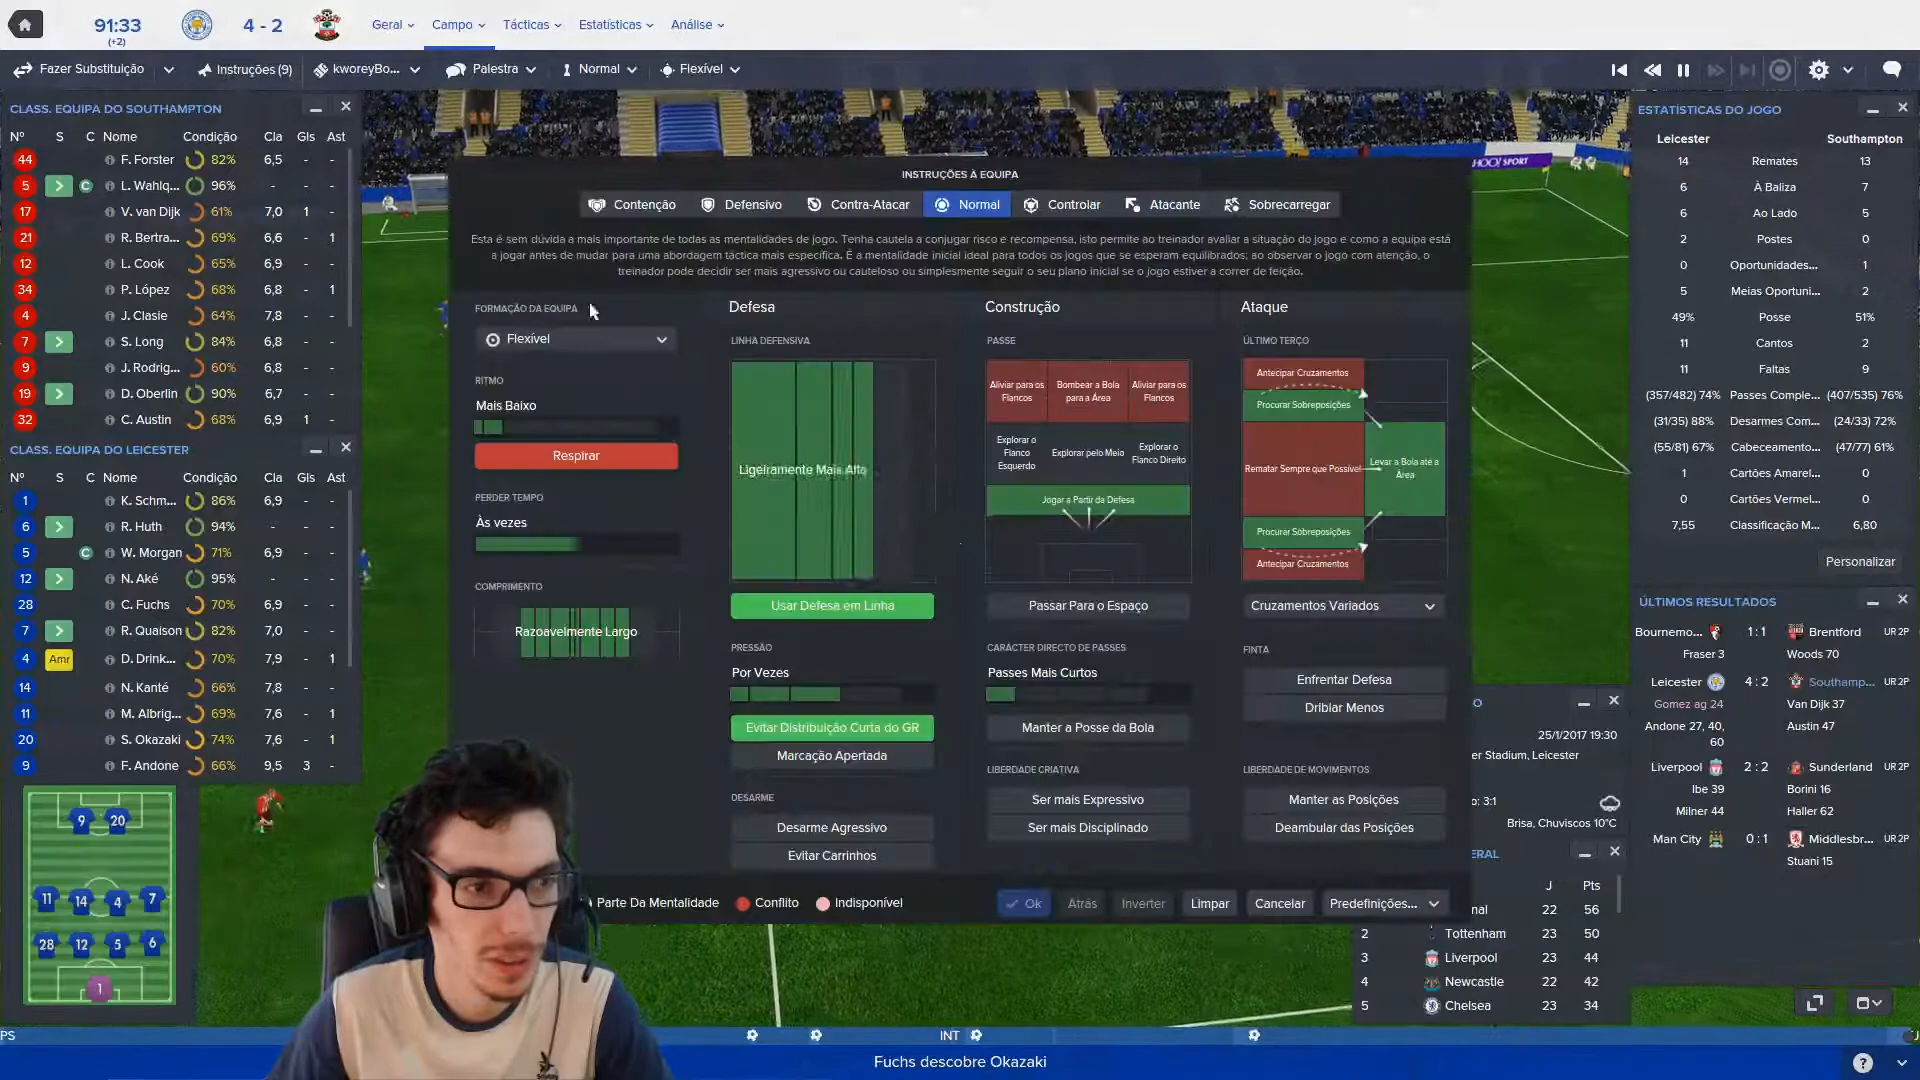 91:33
(+2)
4 - 2
Geral
Campo
Tácticas
Estatísticas
Análise
Fazer Substituição
Instruções (9)
kworeyBo...
Palestra
Normal
Flexível
CLASS. EQUIPA DO SOUTHAMPTON
Nº S C Nome Condição Cla Gls Ast
44 F. Forster 82% 6,5 - -
5 C L. Wahlq... 96% - - -
17 V. van Dijk 61% 7,0 1 -
21 R. Bertra... 69% 6,6 - 1
12 L. Cook 65% 6,9 - -
34 P. López 68% 6,8 - 1
4 J. Clasie 64% 7,8 - -
7 S. Long 84% 6,8 - -
9 J. Rodrig... 60% 6,8 - -
19 D. Oberlin 90% 6,7 - -
32 C. Austin 68% 6,9 1 -
CLASS. EQUIPA DO LEICESTER
Nº S C Nome Condição Cla Gls Ast
1 K. Schm... 86% 6,9 - -
6 R. Huth 94% - - -
5 C W. Morgan 71% 6,9 - -
12 N. Aké 95% - - -
28 C. Fuchs 70% 6,9 - -
7 R. Quaison 82% 7,0 - -
4 Amr D. Drink... 70% 7,9 - 1
14 N. Kanté 66% 7,8 - -
11 M. Albrig... 69% 7,6 - 1
20 S. Okazaki 74% 7,6 - 1
9 F. Andone 66% 9,5 3 -
9 20
11 14 4 7
28 12 5 6
1
YAHOO! SPORT
INSTRUÇÕES À EQUIPA
Contenção
Defensivo
Contra-Atacar
Normal
Controlar
Atacante
Sobrecarregar
Esta é sem dúvida a mais importante de todas as mentalidades de jogo. Tenha cautela a conjugar risco e recompensa, isto permite ao treinador avaliar a situação do jogo e como a equipa está
a jogar antes de mudar para uma abordagem táctica mais específica. É a mentalidade inicial ideal para todos os jogos que se esperam equilibrados; ao observar o jogo com atenção, o
treinador pode decidir ser mais agressivo ou cauteloso ou simplesmente seguir o seu plano inicial se o jogo estiver a correr de feição.
FORMAÇÃO DA EQUIPA
Flexível
RITMO
Mais Baixo
Respirar
PERDER TEMPO
Às vezes
COMPRIMENTO
Razoavelmente Largo
Defesa
LINHA DEFENSIVA
Ligeiramente Mais Alta
Usar Defesa em Linha
PRESSÃO
Por Vezes
Evitar Distribuição Curta do GR
Marcação Apertada
DESARME
Desarme Agressivo
Evitar Carrinhos
Construção
PASSE
Aliviar para os Flancos
Bombear a Bola para a Área
Aliviar para os Flancos
Explorar o Flanco Esquerdo
Explorar pelo Meio
Explorar o Flanco Direito
Jogar a Partir da Defesa
Passar Para o Espaço
CARÁCTER DIRECTO DE PASSES
Passes Mais Curtos
Manter a Posse da Bola
LIBERDADE CRIATIVA
Ser mais Expressivo
Ser mais Disciplinado
Ataque
ÚLTIMO TERÇO
Antecipar Cruzamentos
Procurar Sobreposições
Rematar Sempre que Possível
Levar a Bola até a Área
Procurar Sobreposições
Antecipar Cruzamentos
Cruzamentos Variados
FINTA
Enfrentar Defesa
Driblar Menos
LIBERDADE DE MOVIMENTOS
Manter as Posições
Deambular das Posições
Parte Da Mentalidade
Conflito
Indisponível
Ok
Atrás
Inverter
Limpar
Cancelar
Predefinições...
ESTATÍSTICAS DO JOGO
Leicester Southampton
14 Remates 13
6 À Baliza 7
6 Ao Lado 5
2 Postes 0
0 Oportunidades... 1
5 Meias Oportuni... 2
49% Posse 51%
11 Cantos 2
11 Faltas 9
(357/482) 74% Passes Comple... (407/535) 76%
(31/35) 88% Desarmes Com... (24/33) 72%
(55/81) 67% Cabeceamento... (47/77) 61%
1 Cartões Amarel... 0
0 Cartões Vermel... 0
7,55 Classificação M... 6,80
Personalizar
ÚLTIMOS RESULTADOS
Bournemo... 1:1 Brentford UR 2P
Fraser 3 Woods 70
Leicester 4:2 Southamp... UR 2P
Gomez ag 24 Van Dijk 37
Andone 27, 40, Austin 47
60
Liverpool 2:2 Sunderland UR 2P
Ibe 39 Borini 16
Milner 44 Haller 62
Man City 0:1 Middlesbr... UR 2P
Stuani 15
O
25/1/2017 19:30
er Stadium, Leicester
o: 3:1
Brisa, Chuviscos 10°C
ERAL
J Pts
nal 22 56
2 Tottenham 23 50
3 Liverpool 23 44
4 Newcastle 22 42
5 Chelsea 23 34
PS
INT
Fuchs descobre Okazaki
?